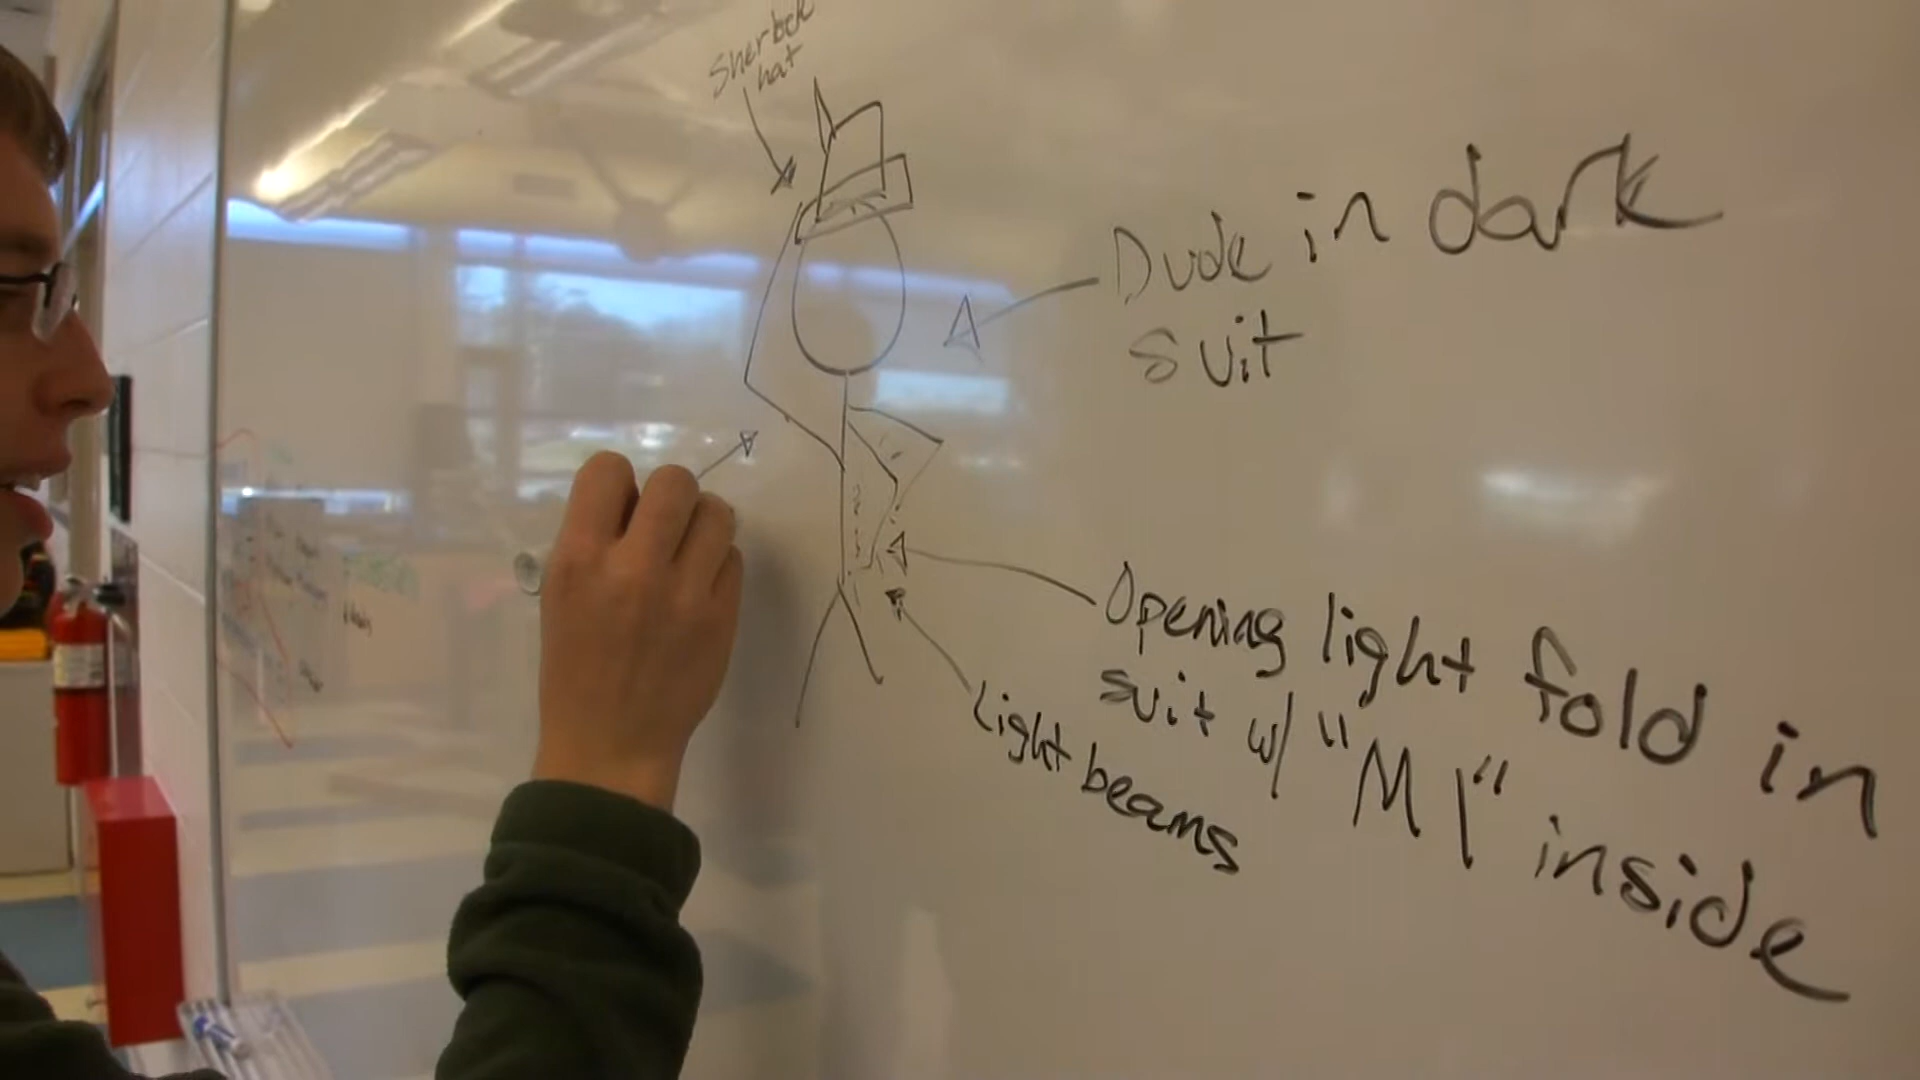 Sherlock
hat
Dude in dark
suit
Opening light fold in
suit w/ "M1" inside
Light beams